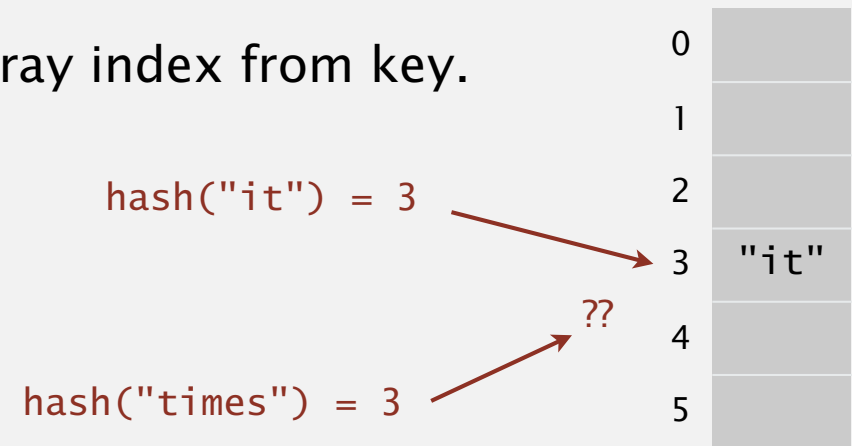 ray index from key.
0
1
hash("it") = 3
2
3 "it"
??
4
hash("times") = 3
5